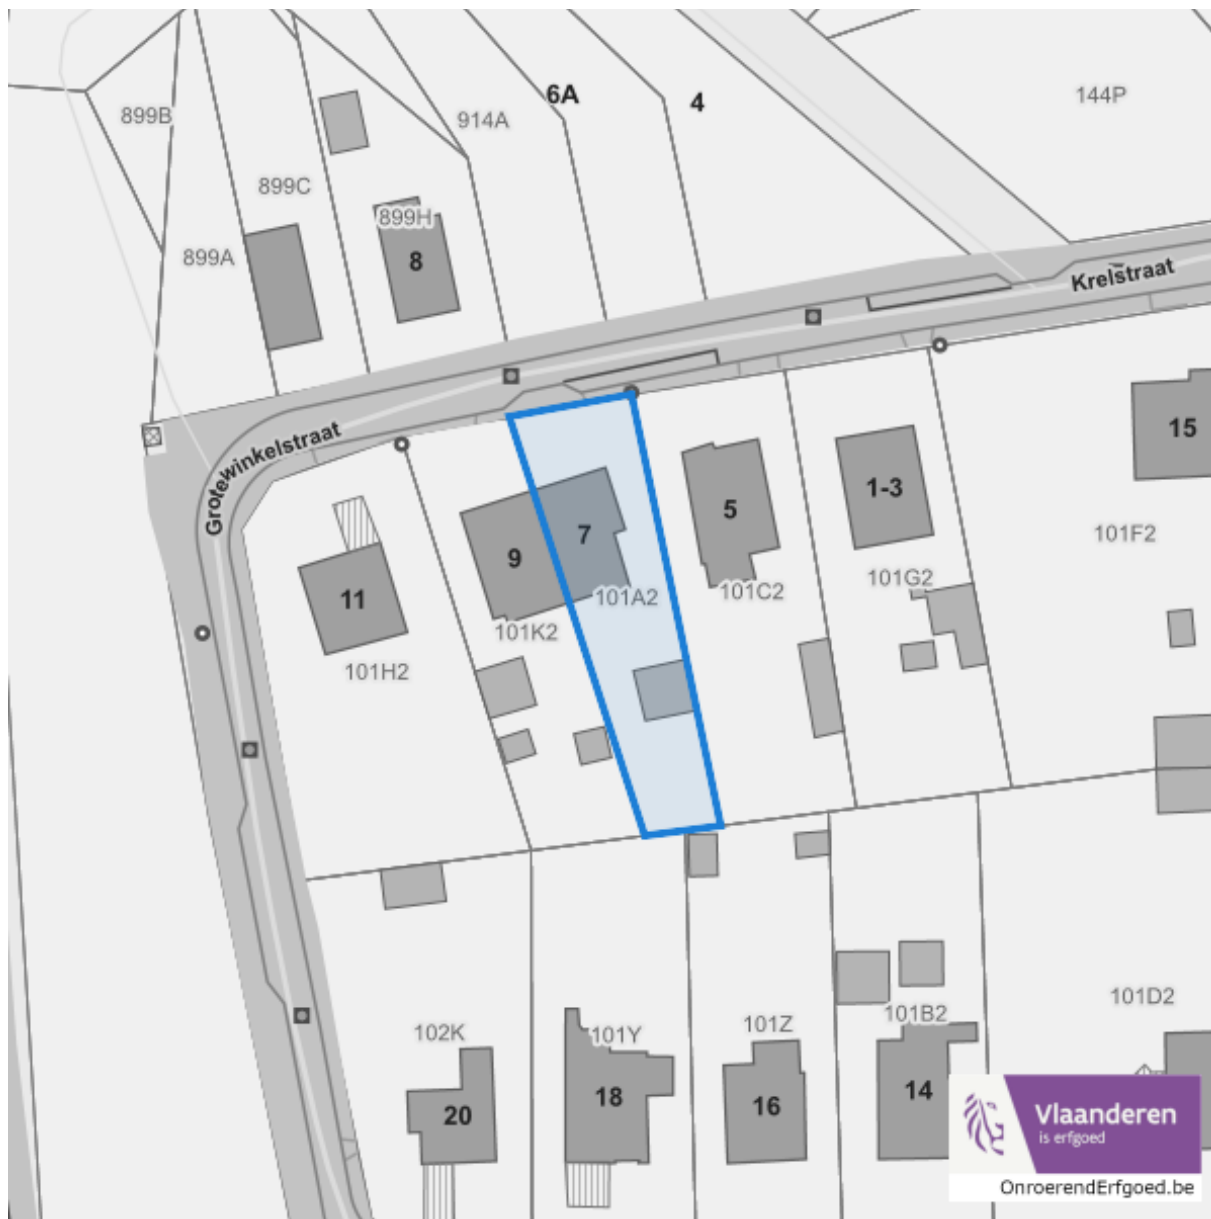 6A
4
144P
899B
914A
899C
899H
899A
8
Krelstraat
Grotewinkelstraat
15
5
1-3
7
9
101F2
11
101A2
101C2
101G2
101K2
101H2
101D2
102K
101Y
101Z
101B2
20
18
16
14
Vlaanderen
is erfgoed
OnroerendErfgoed.be